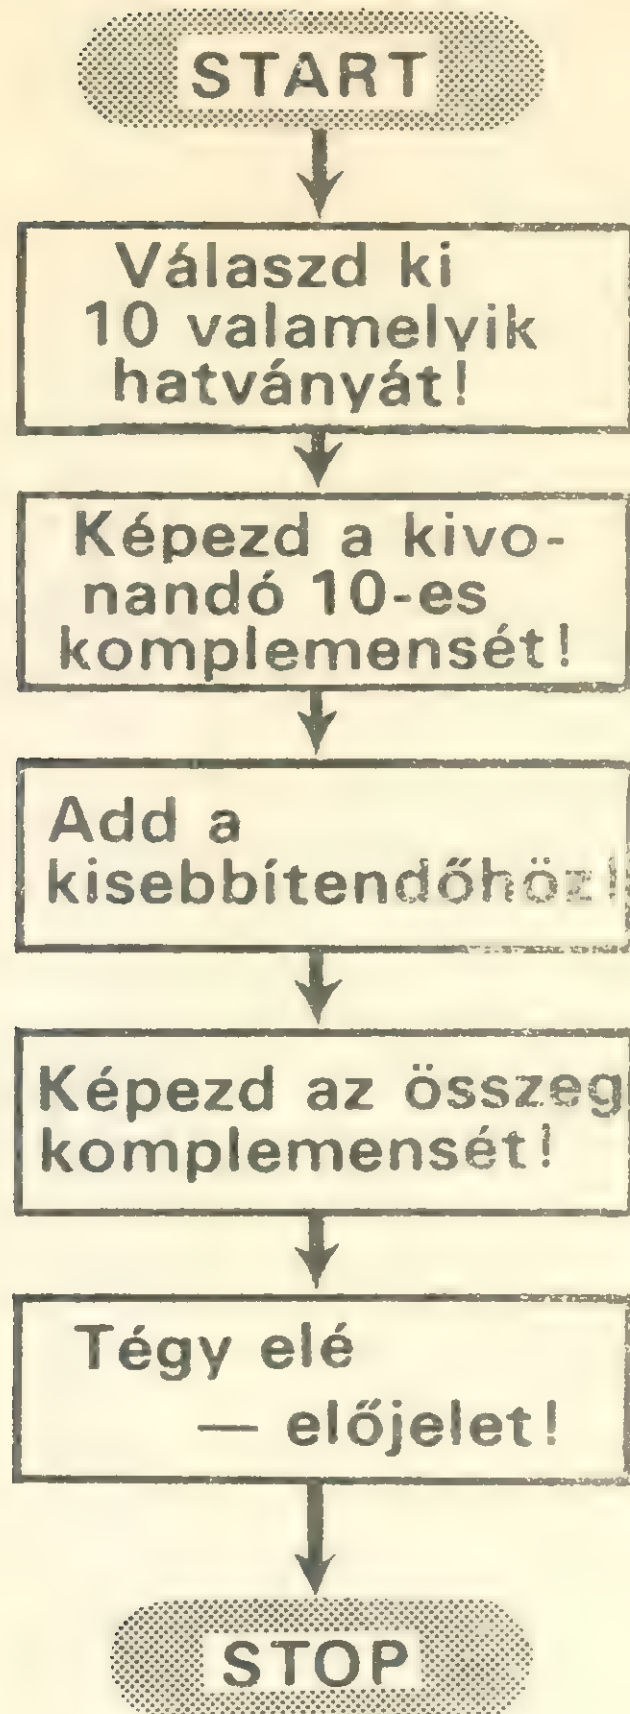 START
Válaszd ki
10 valamelyik
hatványát!
Képezd a kivo-
nandó 10-es
komplemensét!
Add a
kisebbítendőhöz!
Képezd az összeg
komplemensét!
Tégy elé
— előjelet!
STOP